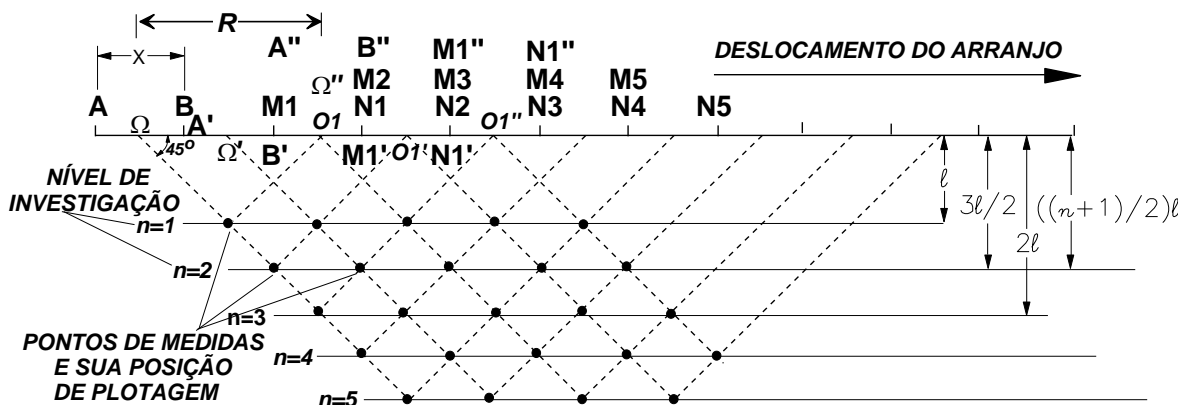 R
A" B" M1" N1" DESLOCAMENTO DO ARRANJO
X
Ω" M2 M3 M4 M5
A B M1 O1 N1 N2 O1" N3 N4 N5
Ω A'
45º Ω' B' M1' O1' N1'
NÍVEL DE
INVESTIGAÇÃO
n=1
n=2
n=3
n=4
n=5
ℓ
3ℓ/2
2ℓ
((n+1)/2)ℓ
PONTOS DE MEDIDAS
E SUA POSIÇÃO
DE PLOTAGEM